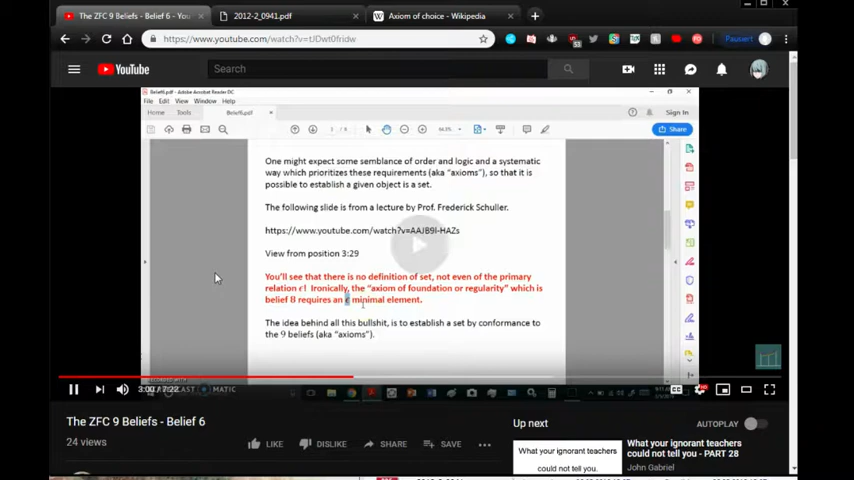 The ZFC 9 Beliefs - Belief 6 - You
2012-2_0941.pdf
Axiom of choice - Wikipedia
https://www.youtube.com/watch?v=tJDwt0fridw
Pausiert
YouTube
Search
Belief6.pdf - Adobe Acrobat Reader DC
File Edit View Window Help
Home Tools Belief6.pdf
Sign In
Share
One might expect some semblance of order and logic and a systematic
way which prioritizes these requirements (aka "axioms"), so that it is
possible to establish a given object is a set.
The following slide is from a lecture by Prof. Frederick Schuller.
https://www.youtube.com/watch?v=AAJB9l-HAZs
View from position 3:29
You'll see that there is no definition of set, not even of the primary
relation ϵ! Ironically, the "axiom of foundation or regularity" which is
belief 8 requires an ϵ minimal element.
The idea behind all this bullshit, is to establish a set by conformance to
the 9 beliefs (aka "axioms").
3:00 / 7:22
The ZFC 9 Beliefs - Belief 6
24 views
LIKE DISLIKE SHARE SAVE
Up next
AUTOPLAY
What your ignorant teachers
could not tell you.
What your ignorant teachers
could not tell you - PART 28
John Gabriel